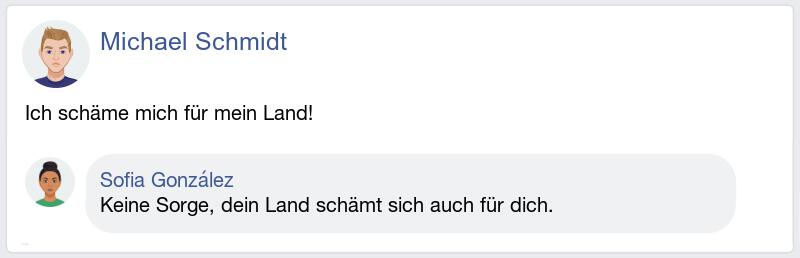 Michael Schmidt
Ich schäme mich für mein Land!
Sofia González
Keine Sorge, dein Land schämt sich auch für dich.